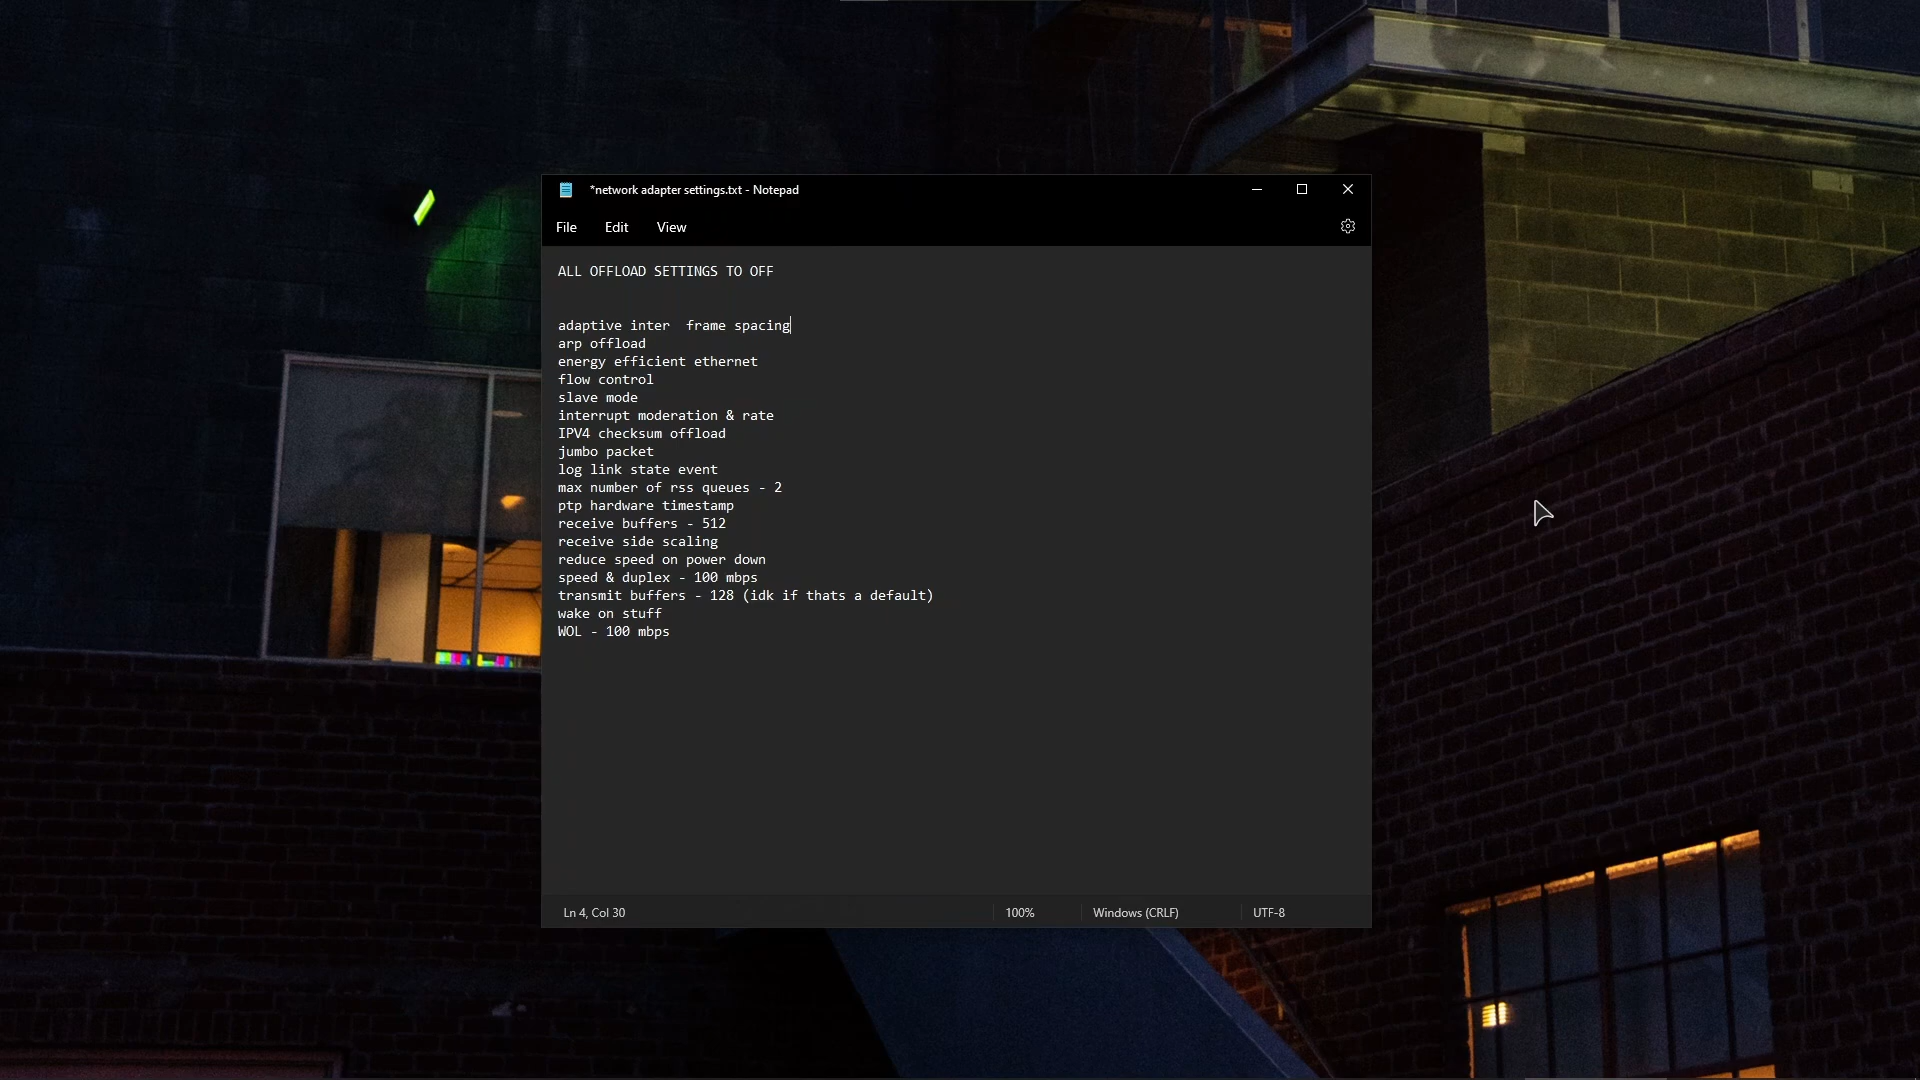 *network adapter settings.txt - Notepad
File Edit View
ALL OFFLOAD SETTINGS TO OFF
adaptive inter  frame spacing
arp offload
energy efficient ethernet
flow control
slave mode
interrupt moderation & rate
IPV4 checksum offload
jumbo packet
log link state event
max number of rss queues - 2
ptp hardware timestamp
receive buffers - 512
receive side scaling
reduce speed on power down
speed & duplex - 100 mbps
transmit buffers - 128 (idk if thats a default)
wake on stuff
WOL - 100 mbps
Ln 4, Col 30 100% Windows (CRLF) UTF-8